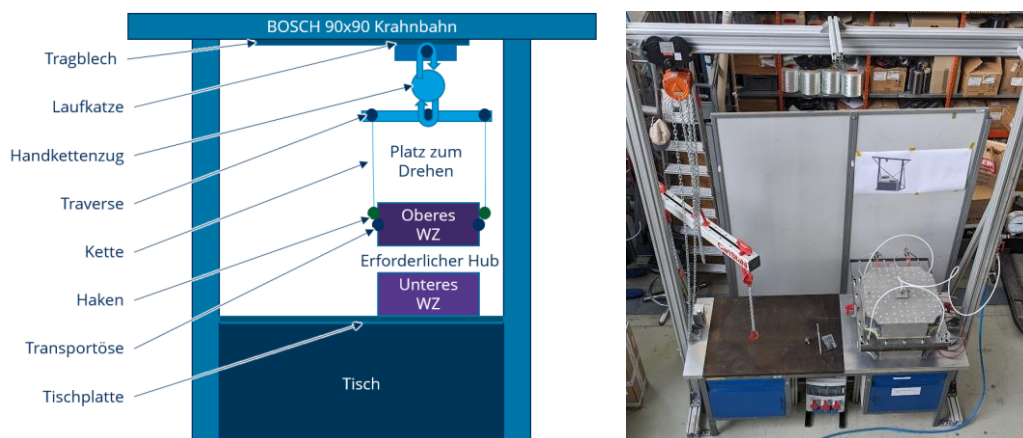 BOSCH 90x90 Krahnbahn
Tragblech
Laufkatze
Handkettenzug
Traverse
Kette
Haken
Transportöse
Tischplatte
Platz zum
Drehen
Oberes
WZ
Erforderlicher Hub
Unteres
WZ
Tisch